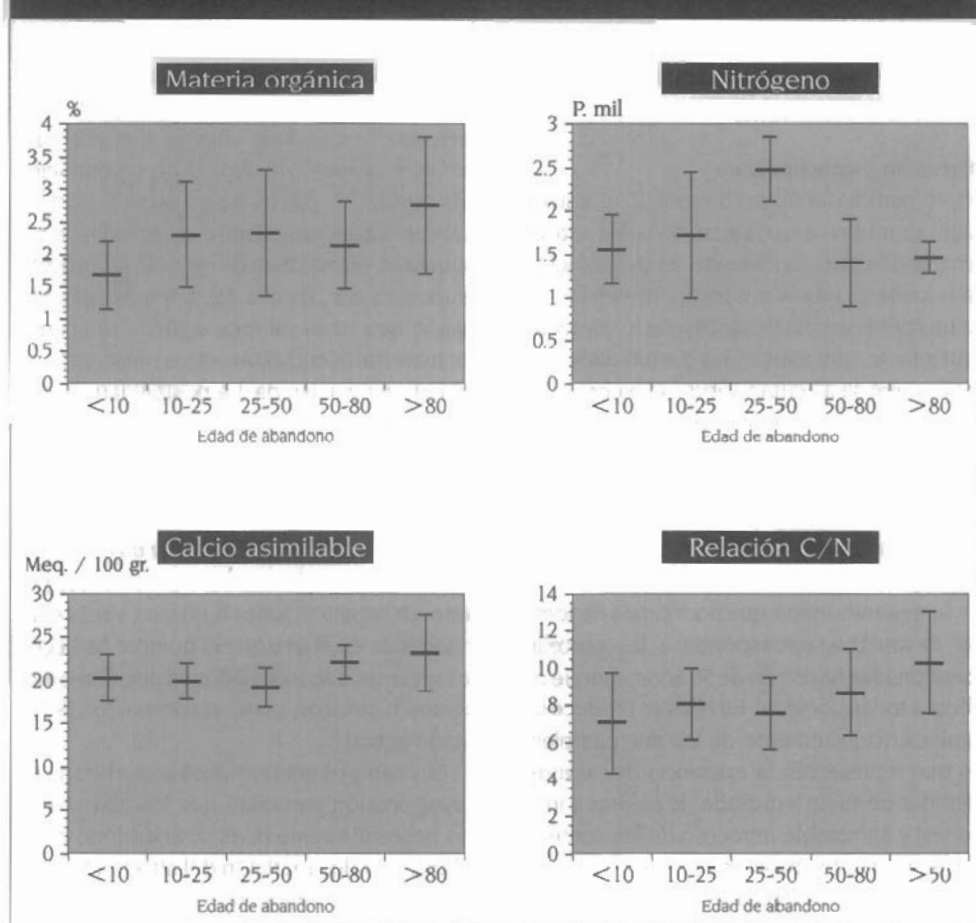 Materia orgánica
%
4
3.5
3
2.5
2
1.5
1
0.5
0
<10 10-25 25-50 50-80 >80
Edad de abandono
Nitrógeno
P. mil
3
2.5
2
1.5
1
0.5
0
<10 10-25 25-50 50-80 >80
Edad de abandono
Calcio asimilable
Meq. / 100 gr.
30
25
20
15
10
5
0
<10 10-25 25-50 50-80 >80
Edad de abandono
Relación C/N
14
12
10
8
6
4
2
0
<10 10-25 25-50 50-80 >50
Edad de abandono